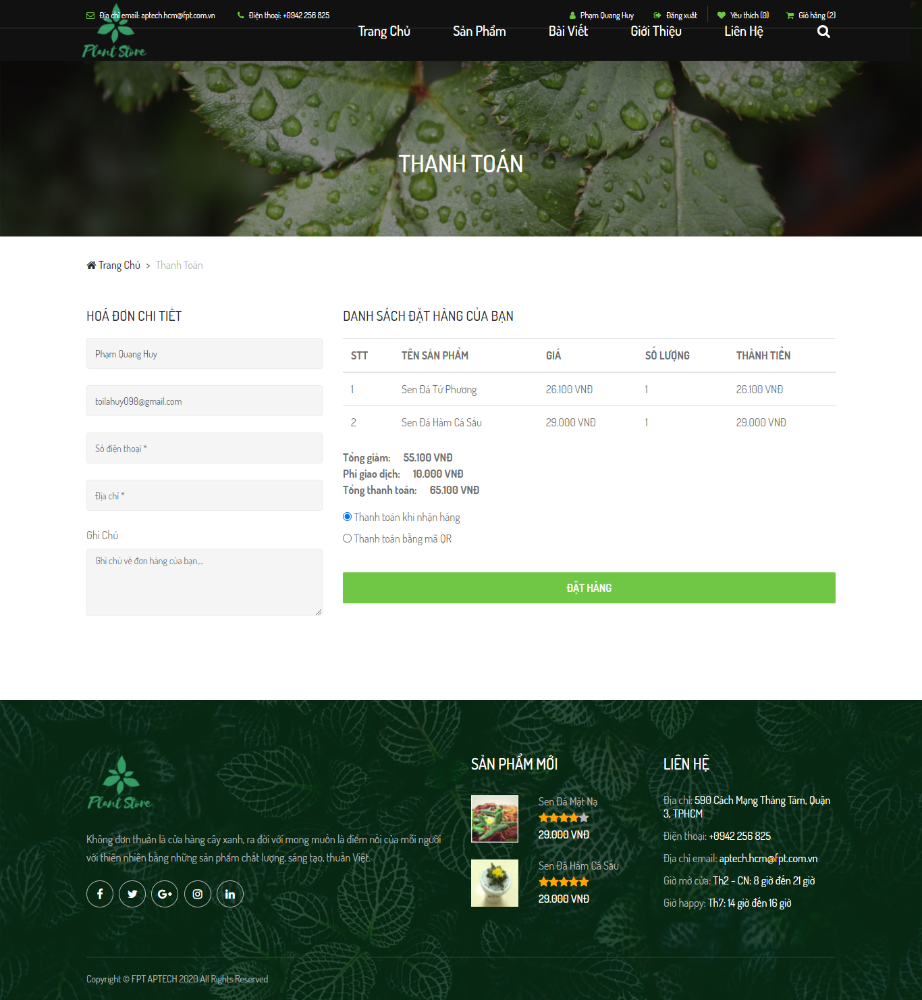 Địa chỉ email: aptech.hcm@fpt.com.vn
Điện thoại: +0942 256 825
Phạm Quang Huy
Đăng xuất
Yêu thích (0)
Giỏ hàng (2)
Plant Store
Trang Chủ
Sản Phẩm
Bài Viết
Giới Thiệu
Liên Hệ
THANH TOÁN
Trang Chủ > Thanh Toán
HOÁ ĐƠN CHI TIẾT
Phạm Quang Huy
toilahuy098@gmail.com
Số điện thoại *
Địa chỉ *
Ghi Chú
Ghi chú về đơn hàng của bạn,...
DANH SÁCH ĐẶT HÀNG CỦA BẠN
STT TÊN SẢN PHẨM GIÁ SỐ LƯỢNG THÀNH TIỀN
1 Sen Đá Tứ Phương 26.100 VNĐ 1 26.100 VNĐ
2 Sen Đá Hàm Cá Sấu 29.000 VNĐ 1 29.000 VNĐ
Tổng giảm: 55.100 VNĐ
Phí giao dịch: 10.000 VNĐ
Tổng thanh toán: 65.100 VNĐ
Thanh toán khi nhận hàng
Thanh toán bằng mã QR
ĐẶT HÀNG
Plant Store
Không đơn thuần là cửa hàng cây xanh, ra đời với mong muốn là điểm nối của mỗi người
với thiên nhiên bằng những sản phẩm chất lượng, sáng tạo, thuần Việt.
SẢN PHẨM MỚI
Sen Đá Mặt Nạ
29.000 VNĐ
Sen Đá Hàm Cá Sấu
29.000 VNĐ
LIÊN HỆ
Địa chỉ: 590 Cách Mạng Tháng Tám, Quận
3, TPHCM
Điện thoại: +0942 256 825
Địa chỉ email: aptech.hcm@fpt.com.vn
Giờ mở cửa: Th2 - CN: 8 giờ đến 21 giờ
Giờ happy: Th7: 14 giờ đến 16 giờ
Copyright © FPT APTECH 2020 All Rights Reserved